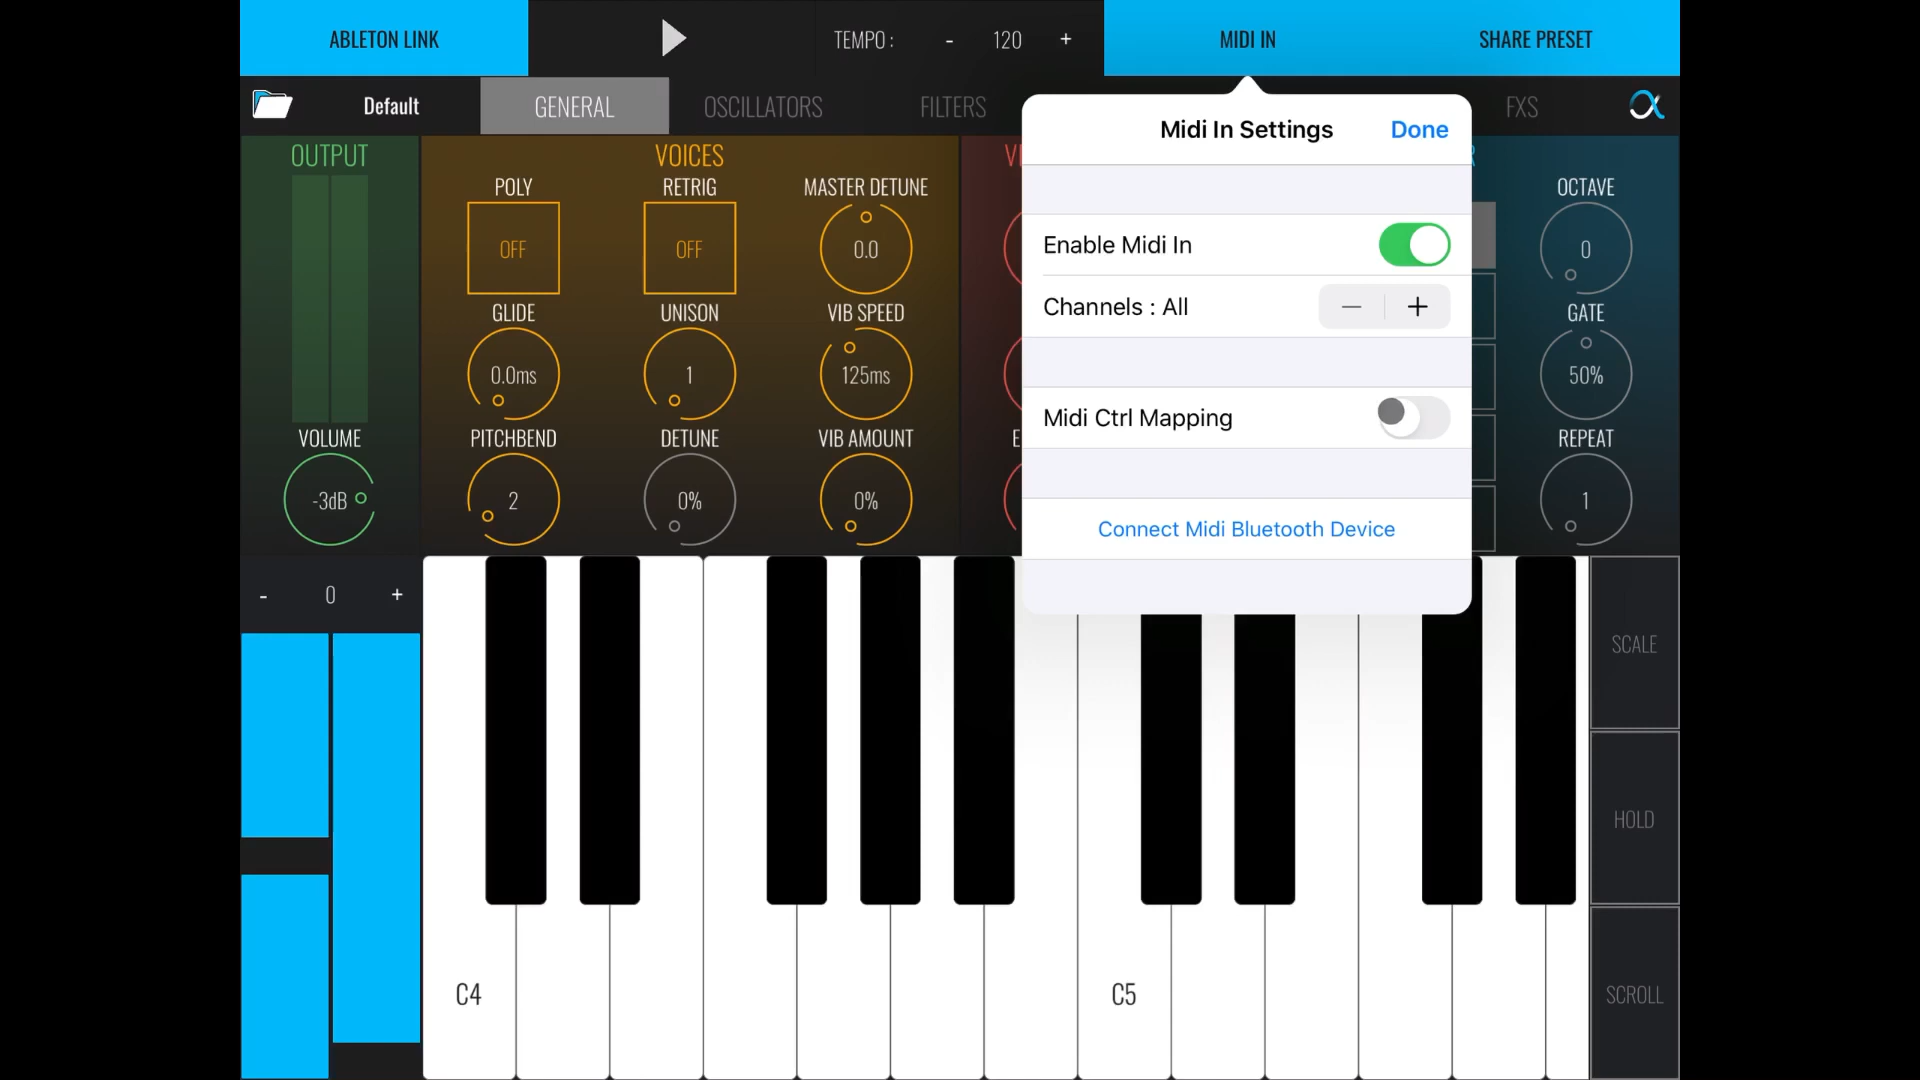 ABLETON LINK
TEMPO :
-
120
+
MIDI IN
SHARE PRESET
Default
GENERAL
OSCILLATORS
FILTERS
FXS
Midi In Settings
Done
Enable Midi In
Channels : All
Midi Ctrl Mapping
Connect Midi Bluetooth Device
OUTPUT
VOLUME
-3dB
VOICES
POLY
RETRIG
MASTER DETUNE
OFF
OFF
0.0
GLIDE
UNISON
VIB SPEED
0.0ms
1
125ms
PITCHBEND
DETUNE
VIB AMOUNT
2
0%
0%
OCTAVE
0
GATE
50%
REPEAT
1
- 0 +
C4
C5
SCALE
HOLD
SCROLL